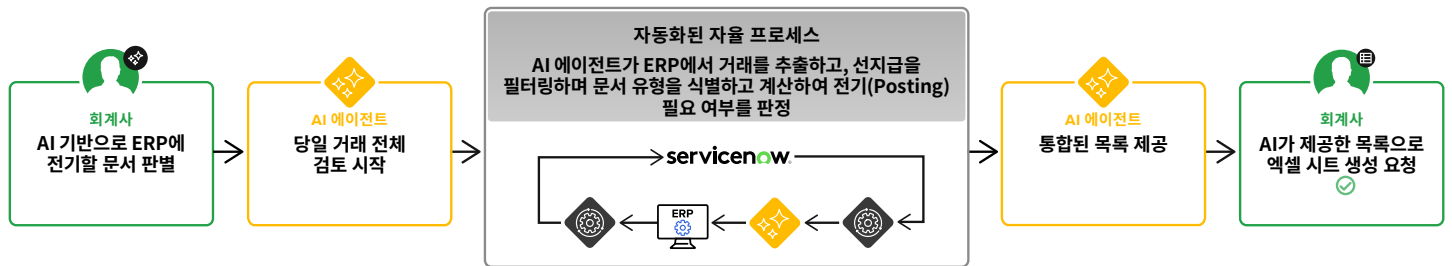 회계사
AI 기반으로 ERP에
전기할 문서 판별
AI 에이전트
당일 거래 전체
검토 시작
자동화된 자율 프로세스
AI 에이전트가 ERP에서 거래를 추출하고, 선지급을
필터링하며 문서 유형을 식별하고 계산하여 전기(Posting)
필요 여부를 판정
servicenow
ERP
AI 에이전트
통합된 목록 제공
회계사
AI가 제공한 목록으로
엑셀 시트 생성 요청